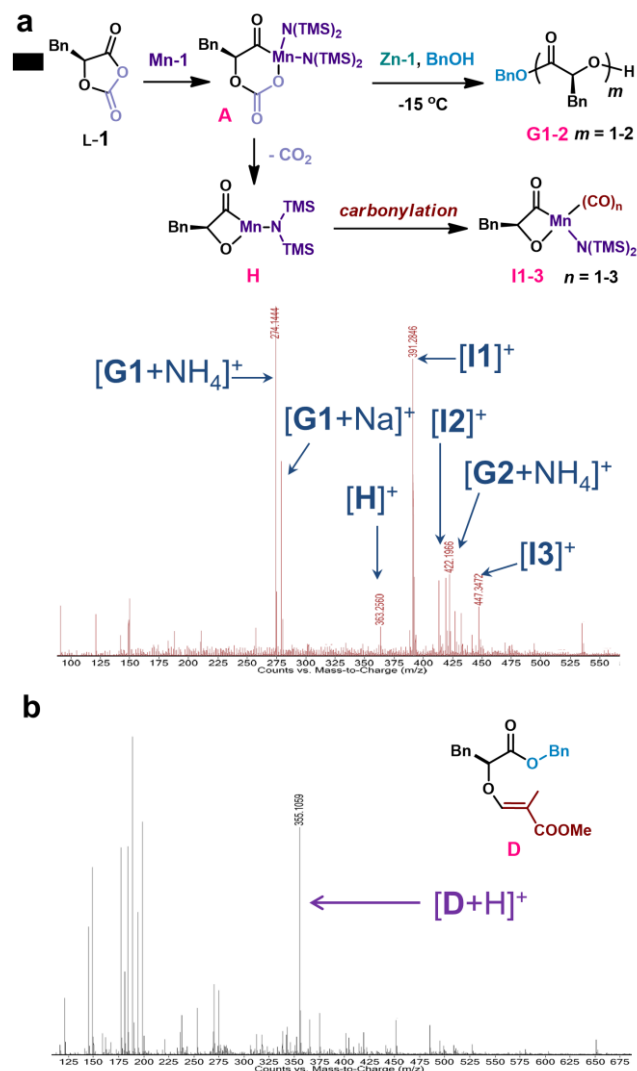 a
Bn
O
O
O
O
L-1
Mn-1
Bn
O
N(TMS)2
Mn-N(TMS)2
O
O
O
A
Zn-1, BnOH
-15 °C
BnO
O
O
H
m
Bn
G1-2 m = 1-2
- CO2
O
Bn
Mn-N
TMS
TMS
O
H
carbonylation
O
(CO)n
Bn
Mn
O
N(TMS)2
I1-3 n = 1-3
274.1444
391.2846
[G1+NH4]+
[I1]+
[G1+Na]+
[I2]+
[G2+NH4]+
[H]+
[I3]+
363.2560
422.1966
447.3472
100 125 150 175 200 225 250 275 300 325 350 375 400 425 450 475 500 525 550
Counts vs. Mass-to-Charge (m/z)
b
355.1059
O
Bn
O
Bn
O
COOMe
D
[D+H]+
125 150 175 200 225 250 275 300 325 350 375 400 425 450 475 500 525 550 575 600 625 650 675
Counts vs. Mass-to-Charge (m/z)